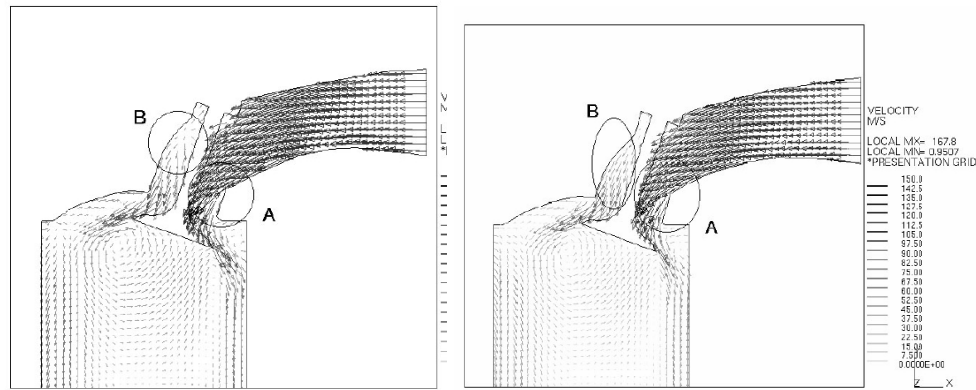 B
A
B
A
VELOCITY
M/S
LOCAL MX= 167.8
LOCAL MN= 0.9507
*PRESENTATION GRID
150.0
142.5
135.0
127.5
120.0
112.5
105.0
97.50
90.00
82.50
75.00
67.50
60.00
52.50
45.00
37.50
30.00
22.50
15.00
7.500
0.0000E+00
Z X